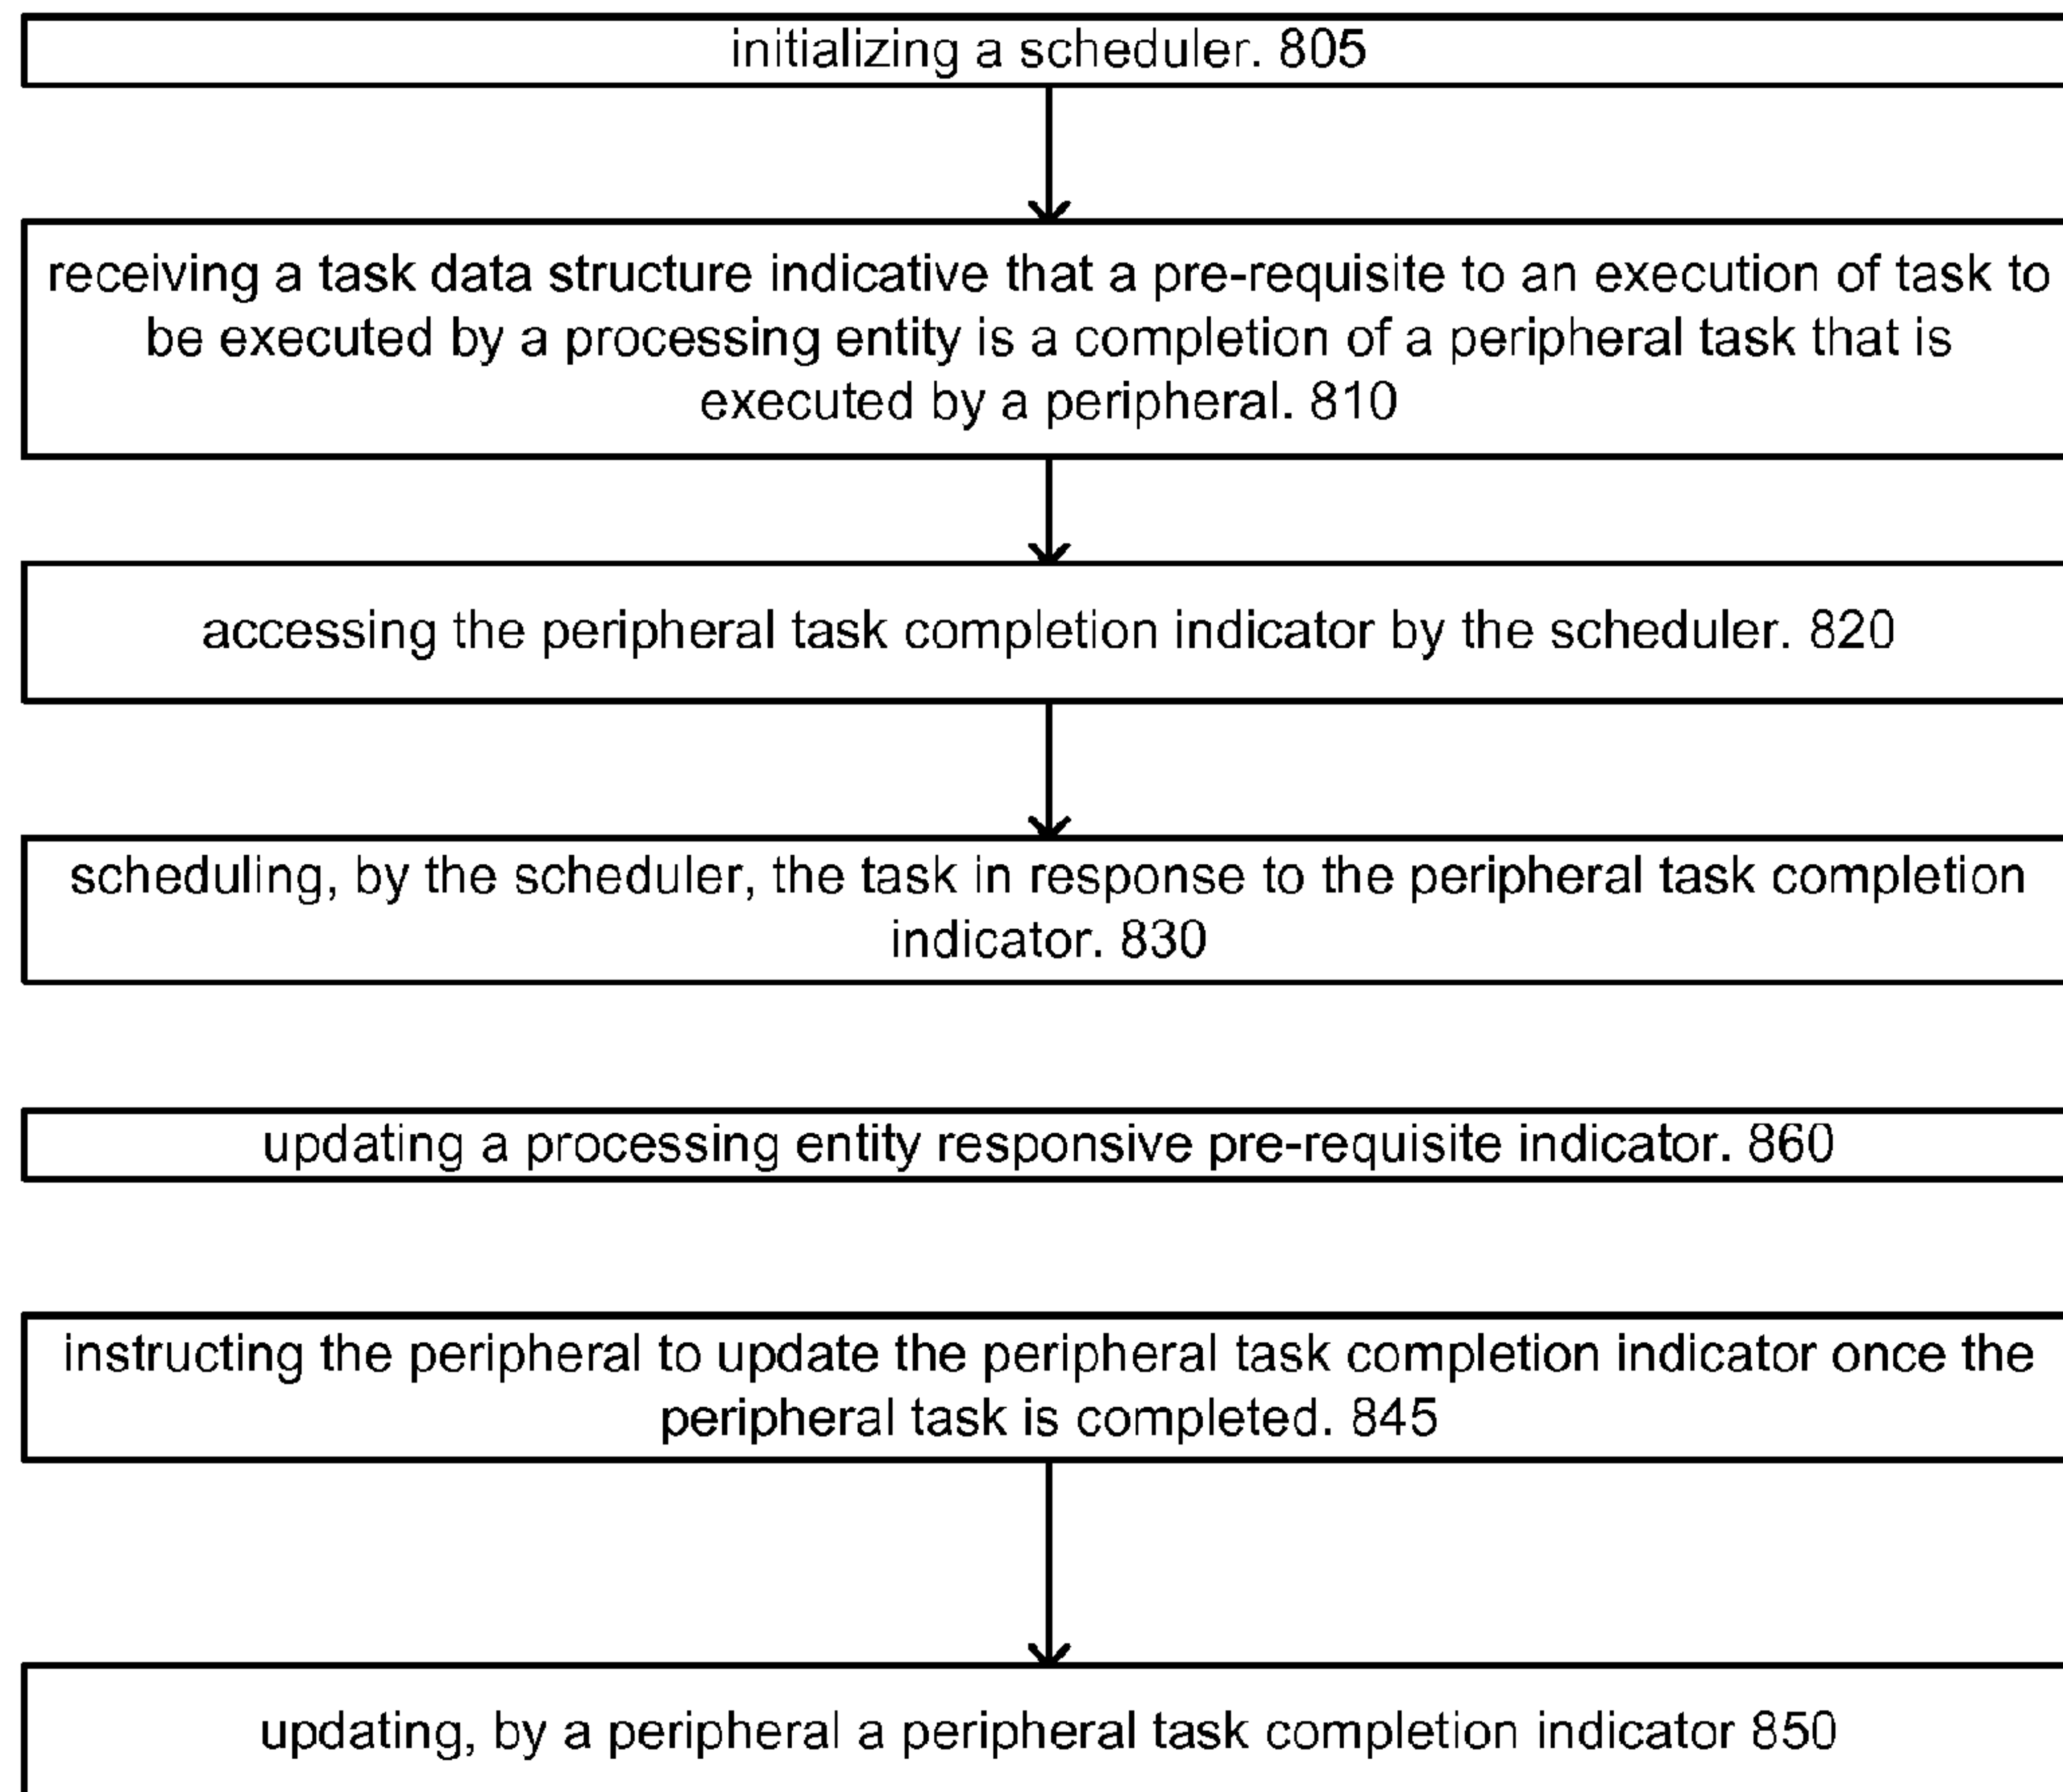 initializing a scheduler. 805
receiving a task data structure indicative that a pre-requisite to an execution of task to
be executed by a processing entity is a completion of a peripheral task that is
executed by a peripheral. 810
accessing the peripheral task completion indicator by the scheduler. 820
scheduling, by the scheduler, the task in response to the peripheral task completion
indicator. 830
updating a processing entity responsive pre-requisite indicator. 860
instructing the peripheral to update the peripheral task completion indicator once the
peripheral task is completed. 845
updating, by a peripheral a peripheral task completion indicator 850